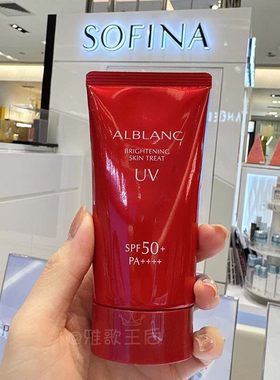 SOFINA
ALBLANC
BRIGHTENING
SKIN TREAT
UV
SPF50+
PA++++
@雅歌王店